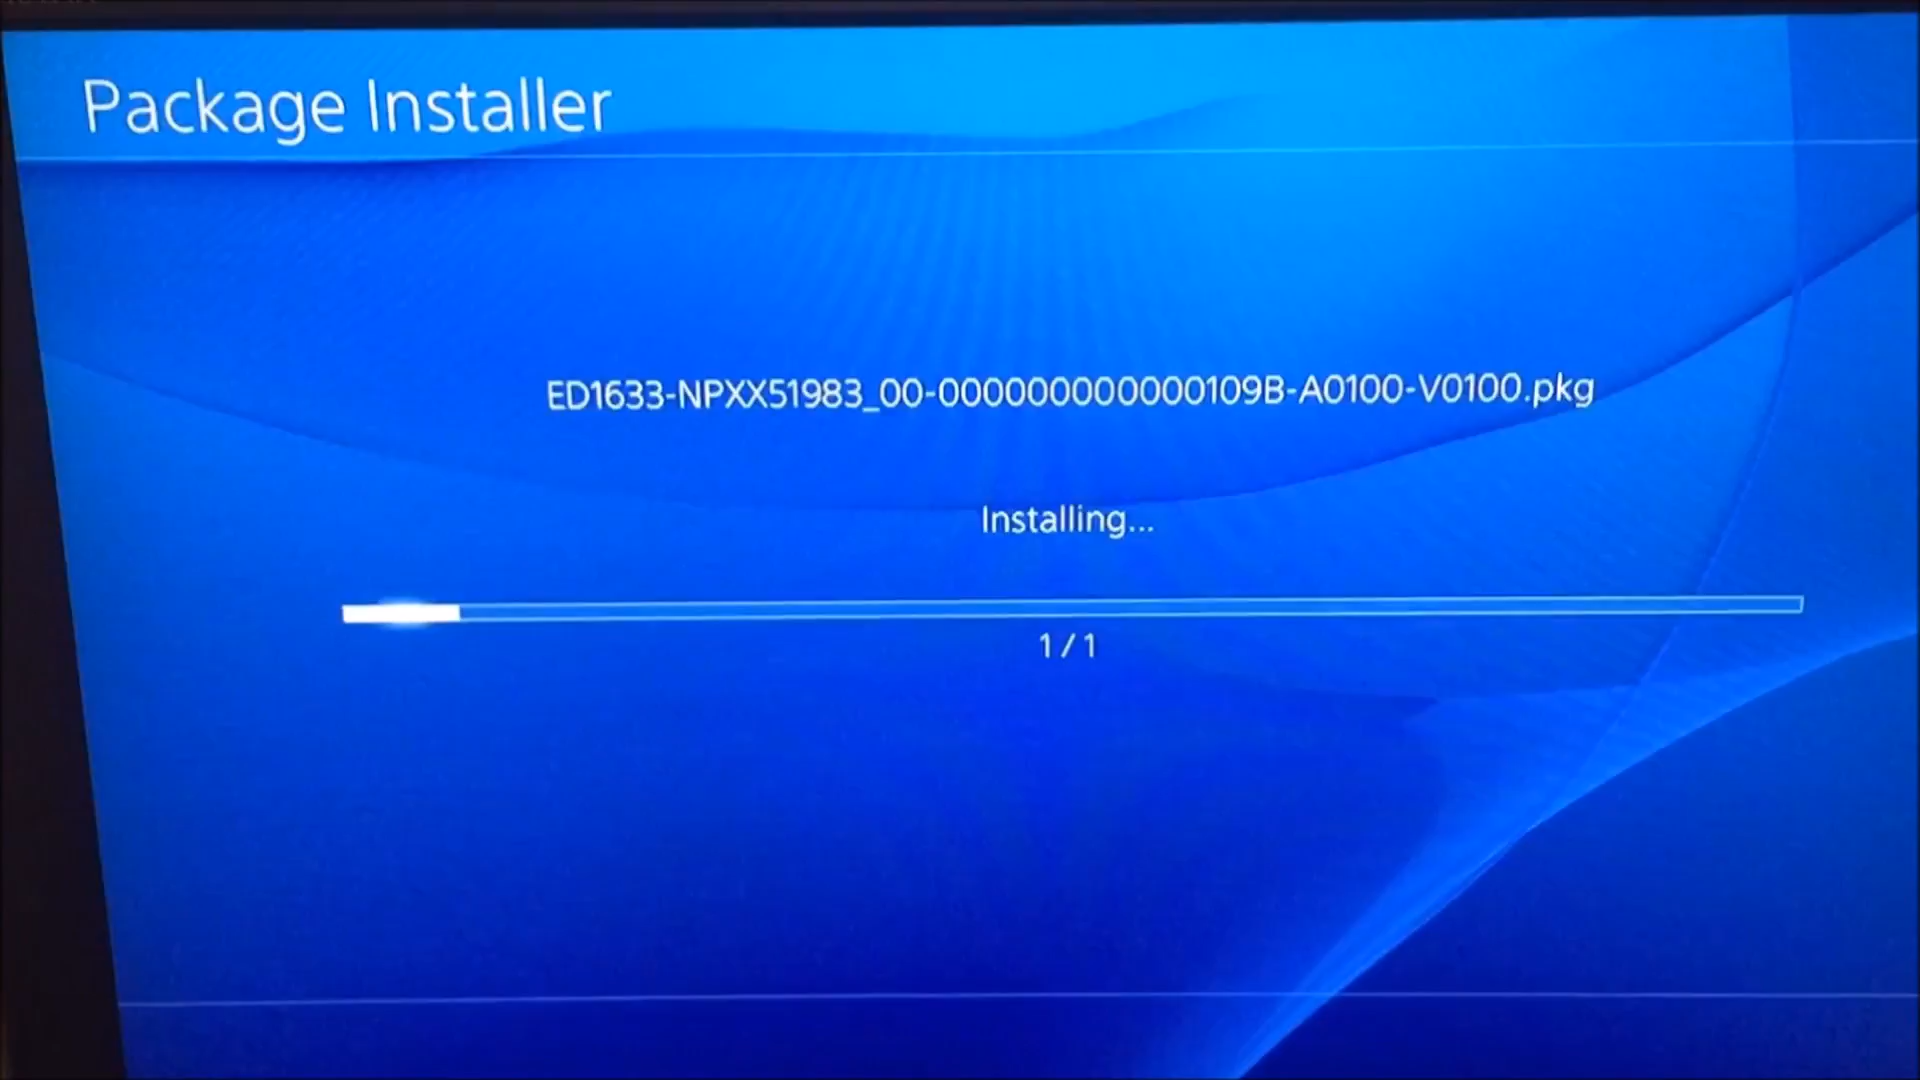 Package Installer
ED1633-NPXX51983_00-000000000000109B-A0100-V0100.pkg
Installing...
1 / 1